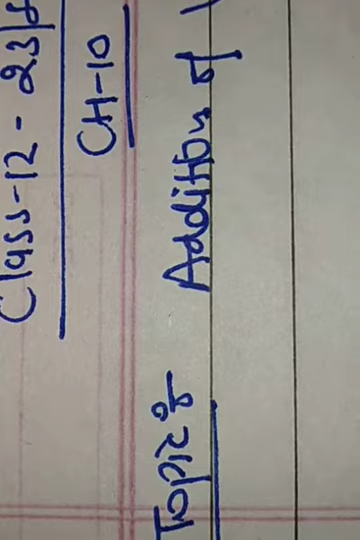 Class-12 - 23/
CH-10
Topic: Addition of